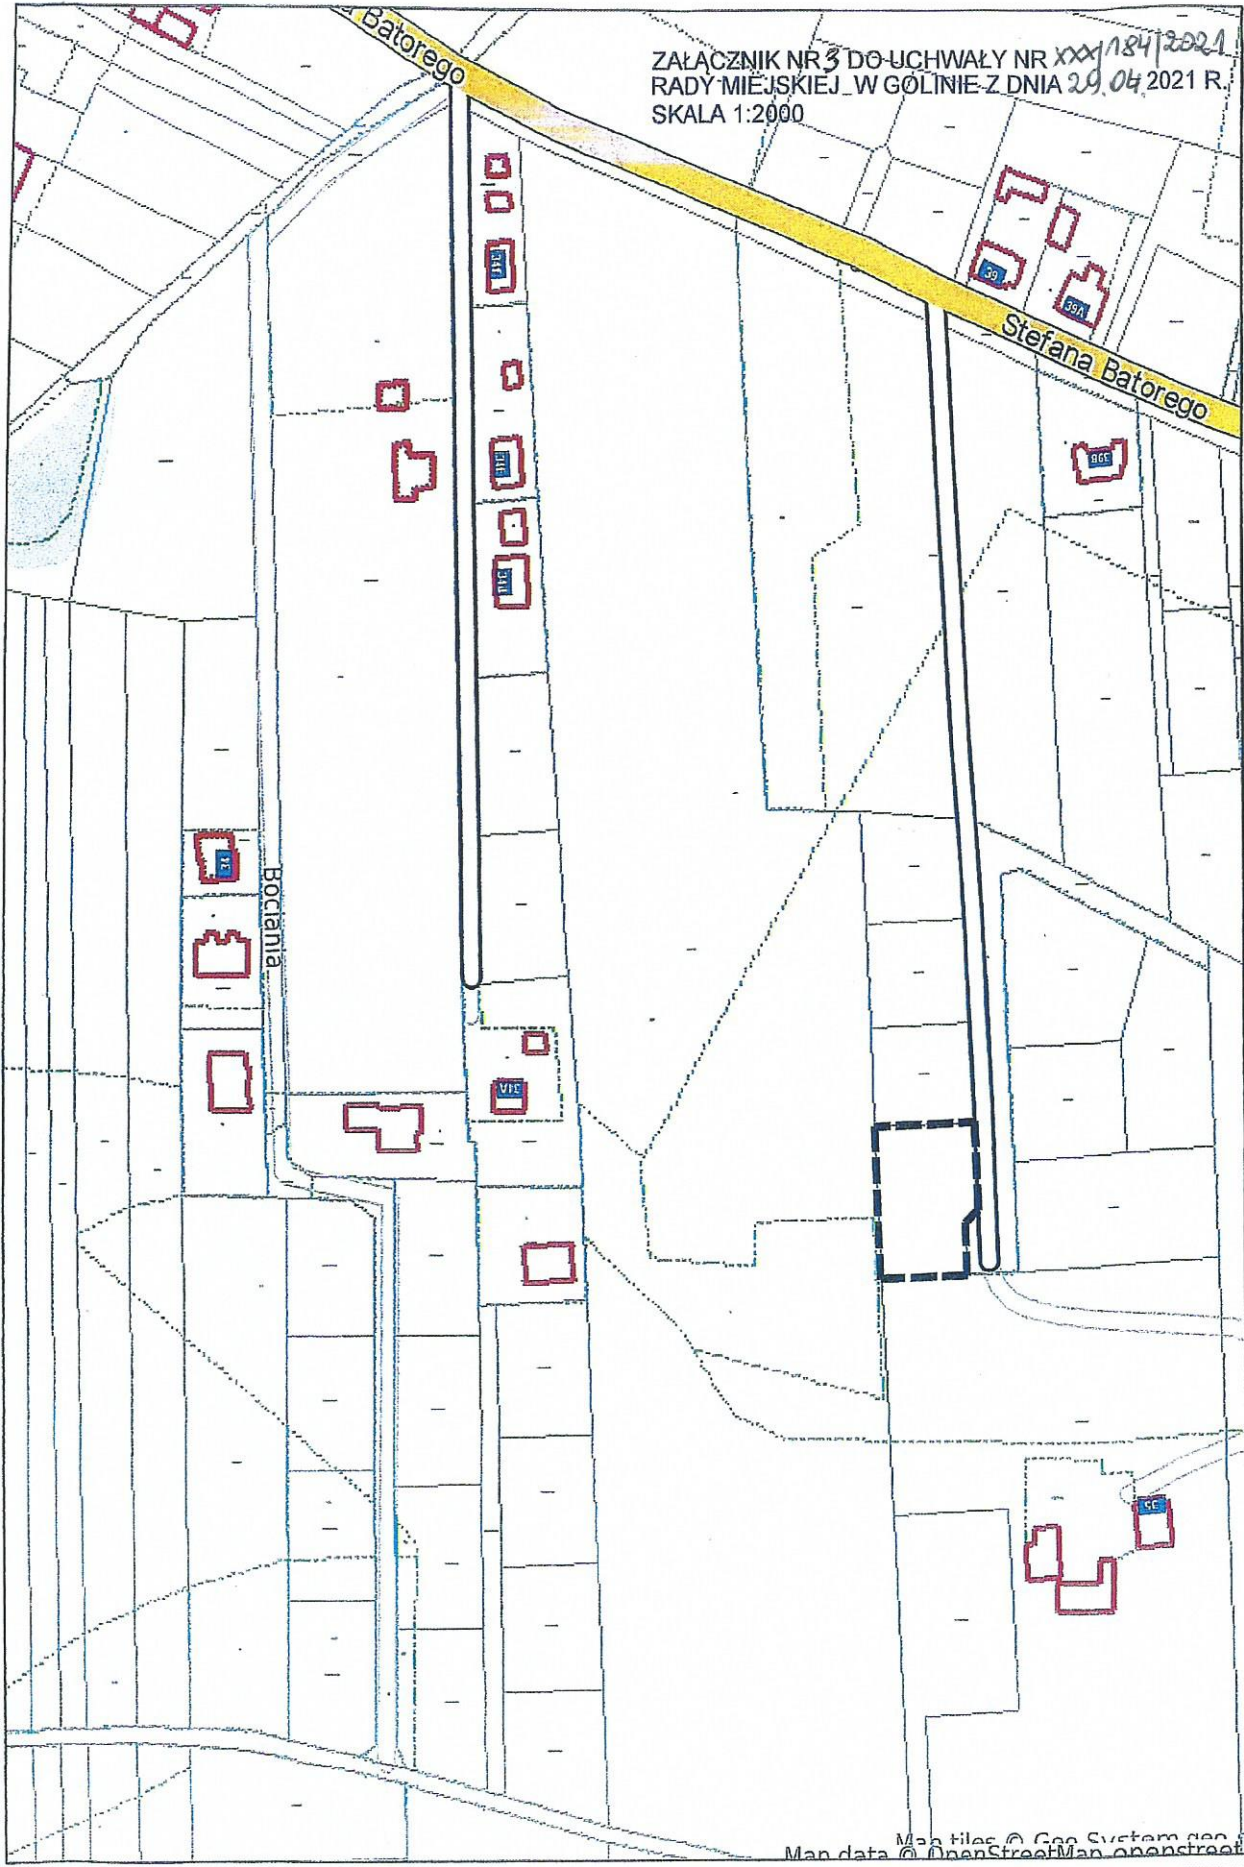 Batorego
ZAŁĄCZNIK NR 3 DO UCHWAŁY NR XXX/184/2021
RADY MIEJSKIEJ W GOLINIE Z DNIA 29.04.2021 R.
SKALA 1:2000
39
39A
Stefana Batorego
39B
Bociania
31A
35
Map tiles © Geo System geo
Map data © OpenStreetMap openstreet